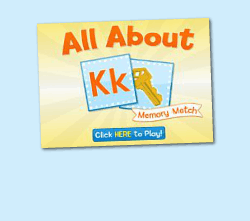 All About
Kk
Memory Match
Click HERE to Play!